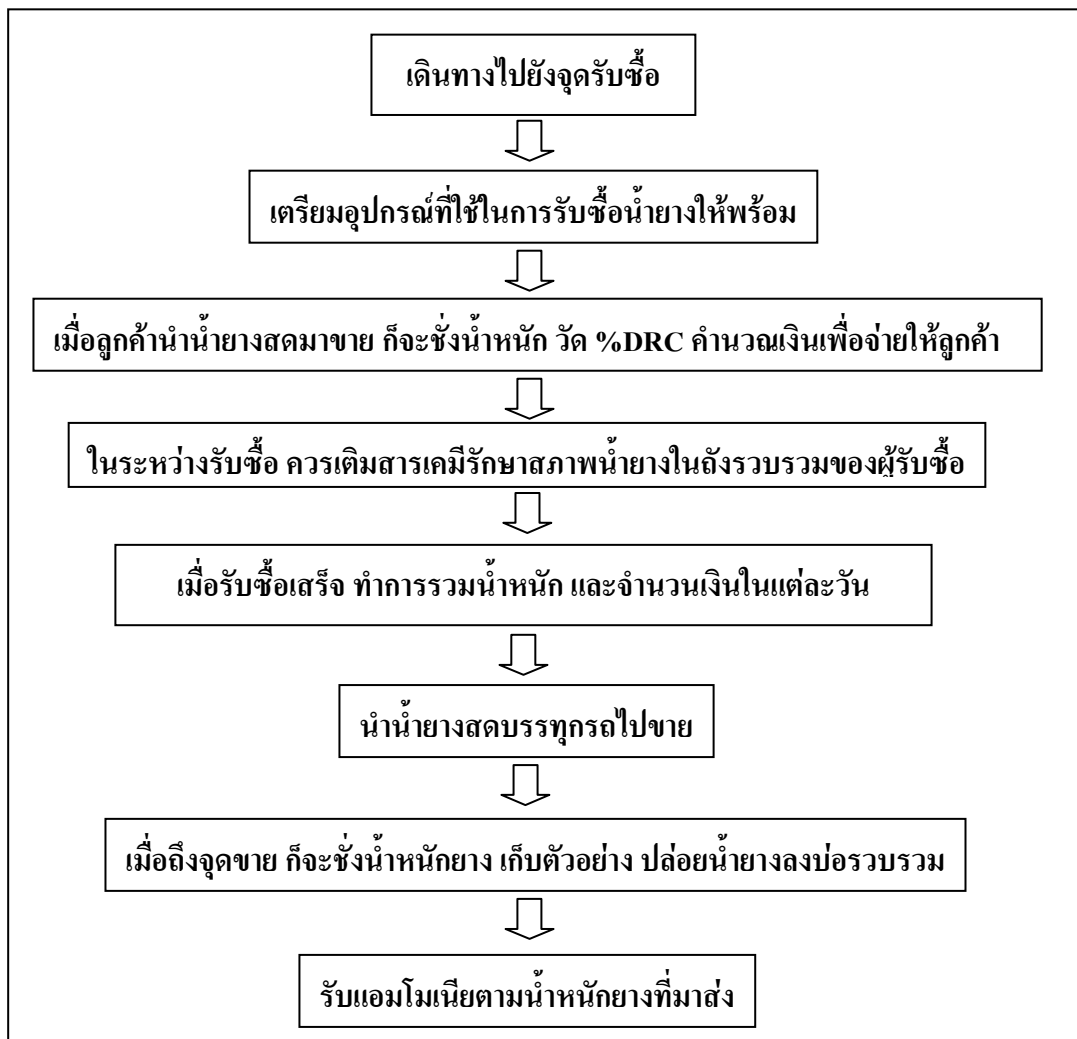 เดินทางไปยังจุดรับซื้อ
เตรียมอุปกรณ์ที่ใช้ในการรับซื้อน้ำยางให้พร้อม
เมื่อลูกค้านำน้ำยางสดมาขาย ก็จะชั่งน้ำหนัก วัด %DRC คำนวณเงินเพื่อจ่ายให้ลูกค้า
ในระหว่างรับซื้อ ควรเติมสารเคมีรักษาสภาพน้ำยางในถังรวบรวมของผู้รับซื้อ
เมื่อรับซื้อเสร็จ ทำการรวมน้ำหนัก และจำนวนเงินในแต่ละวัน
นำน้ำยางสดบรรทุกรถไปขาย
เมื่อถึงจุดขาย ก็จะชั่งน้ำหนักยาง เก็บตัวอย่าง ปล่อยน้ำยางลงบ่อรวบรวม
รับแอมโมเนียตามน้ำหนักยางที่มาส่ง